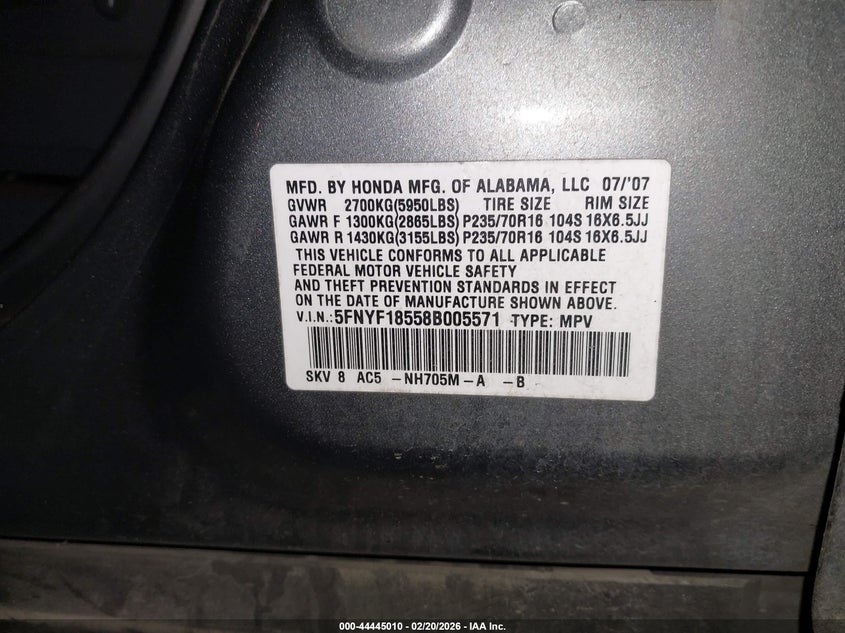 MFD. BY HONDA MFG. OF ALABAMA, LLC 07/'07
GVWR 2700KG(5950LBS) TIRE SIZE RIM SIZE
GAWR F 1300KG(2865LBS) P235/70R16 104S 16X6.5JJ
GAWR R 1430KG(3155LBS) P235/70R16 104S 16X6.5JJ
THIS VEHICLE CONFORMS TO ALL APPLICABLE
FEDERAL MOTOR VEHICLE SAFETY
AND THEFT PREVENTION STANDARDS IN EFFECT
ON THE DATE OF MANUFACTURE SHOWN ABOVE.
V.I.N.:5FNYF18558B005571 TYPE: MPV
SKV 8 AC5 -NH705M-A -B
000-44445010 - 02/20/2026 - IAA Inc.